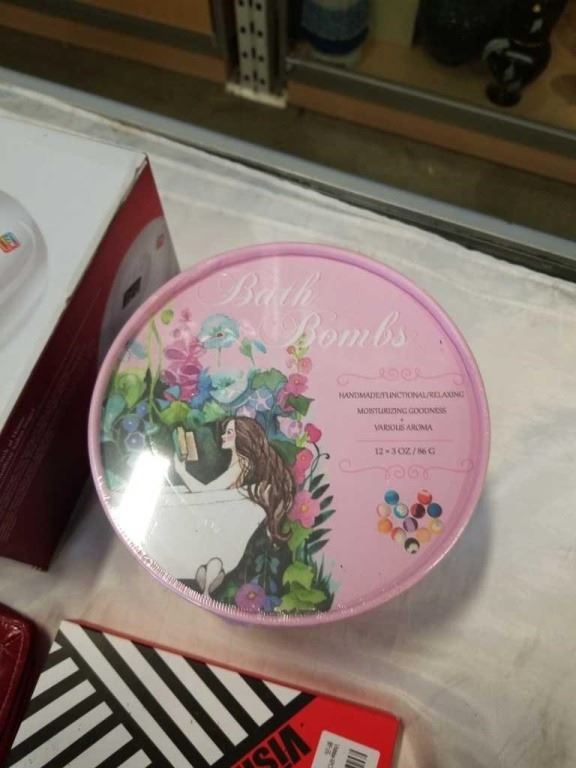 Bath
Bombs
HANDMADE/FUNCTIONAL/RELAXING
MOISTURIZING GOODNESS
+
VARIOUS AROMA
12 × 3 OZ / 86 G